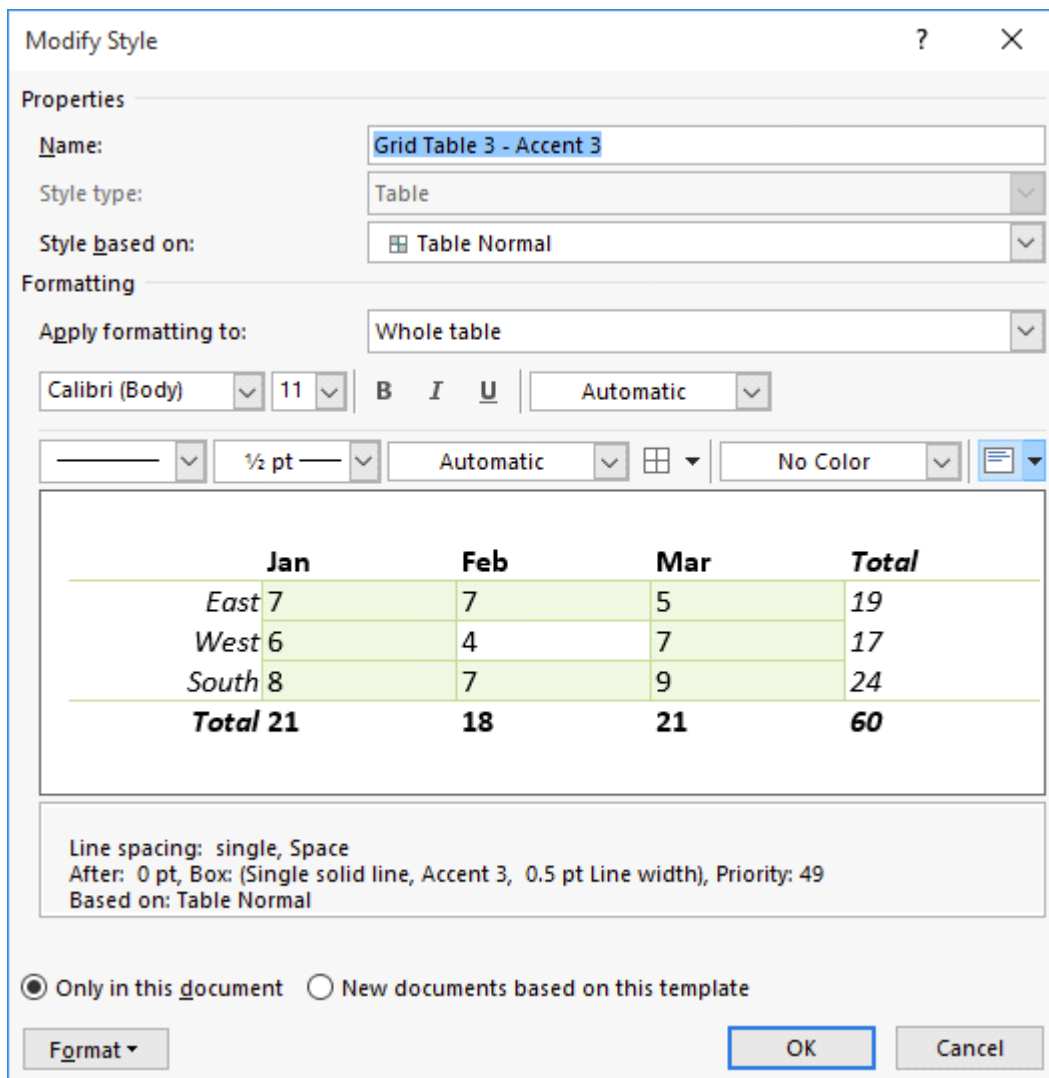 Modify Style ?
Properties
Name: Grid Table 3 - Accent 3
Style type: Table
Style based on: Table Normal
Formatting
Apply formatting to: Whole table
Calibri (Body) 11 B I U Automatic
½ pt Automatic No Color
Jan Feb Mar Total
East 7 7 5 19
West 6 4 7 17
South 8 7 9 24
Total 21 18 21 60
Line spacing: single, Space
After: 0 pt, Box: (Single solid line, Accent 3, 0.5 pt Line width), Priority: 49
Based on: Table Normal
Only in this document New documents based on this template
Format OK Cancel